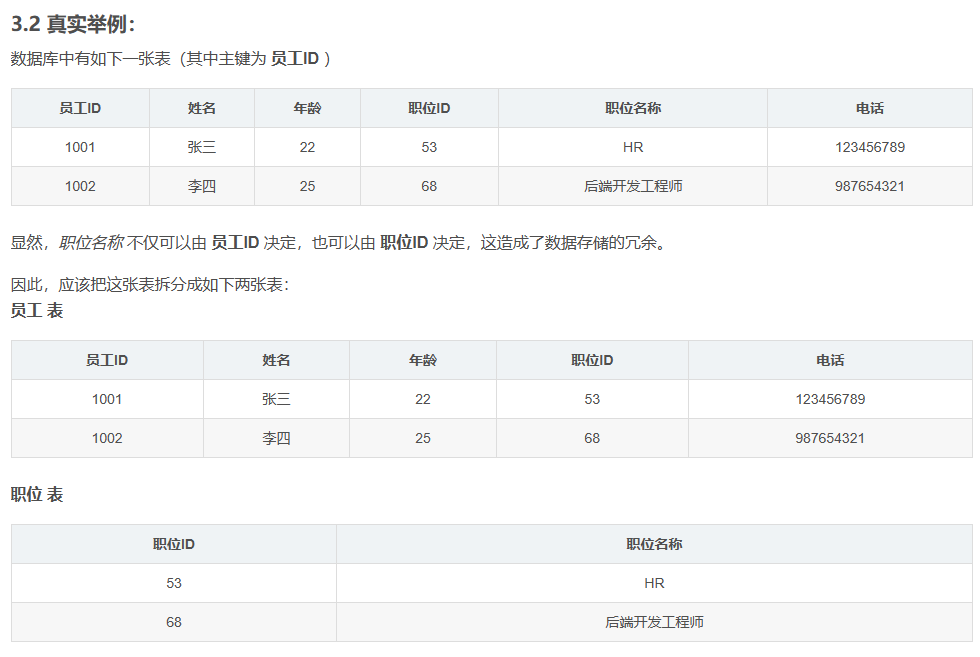 3.2 真实举例：
数据库中有如下一张表（其中主键为 员工ID ）
员工ID 姓名 年龄 职位ID 职位名称 电话
1001 张三 22 53 HR 123456789
1002 李四 25 68 后端开发工程师 987654321
显然，职位名称 不仅可以由 员工ID 决定，也可以由 职位ID 决定，这造成了数据存储的冗余。
因此，应该把这张表拆分成如下两张表：
员工 表
员工ID 姓名 年龄 职位ID 电话
1001 张三 22 53 123456789
1002 李四 25 68 987654321
职位 表
职位ID 职位名称
53 HR
68 后端开发工程师